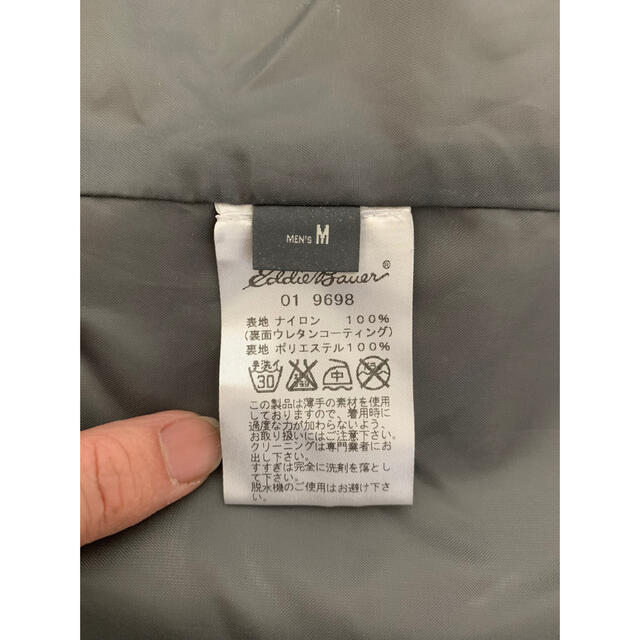 MEN'S M
Eddie Bauer®
01 9698
表地 ナイロン 100%
(裏面ウレタンコーティング)
裏地 ポリエステル100%
手洗イ
30 中
この製品は薄手の素材を使用
しておりますので、着用時に
過度な力が加わらないよう、
お取り扱いにはご注意下さい。
クリーニングは専門業者にお
出し下さい。
すすぎは完全に洗剤を落とし
て下さい。
脱水機のご使用はお避け下さ
い。